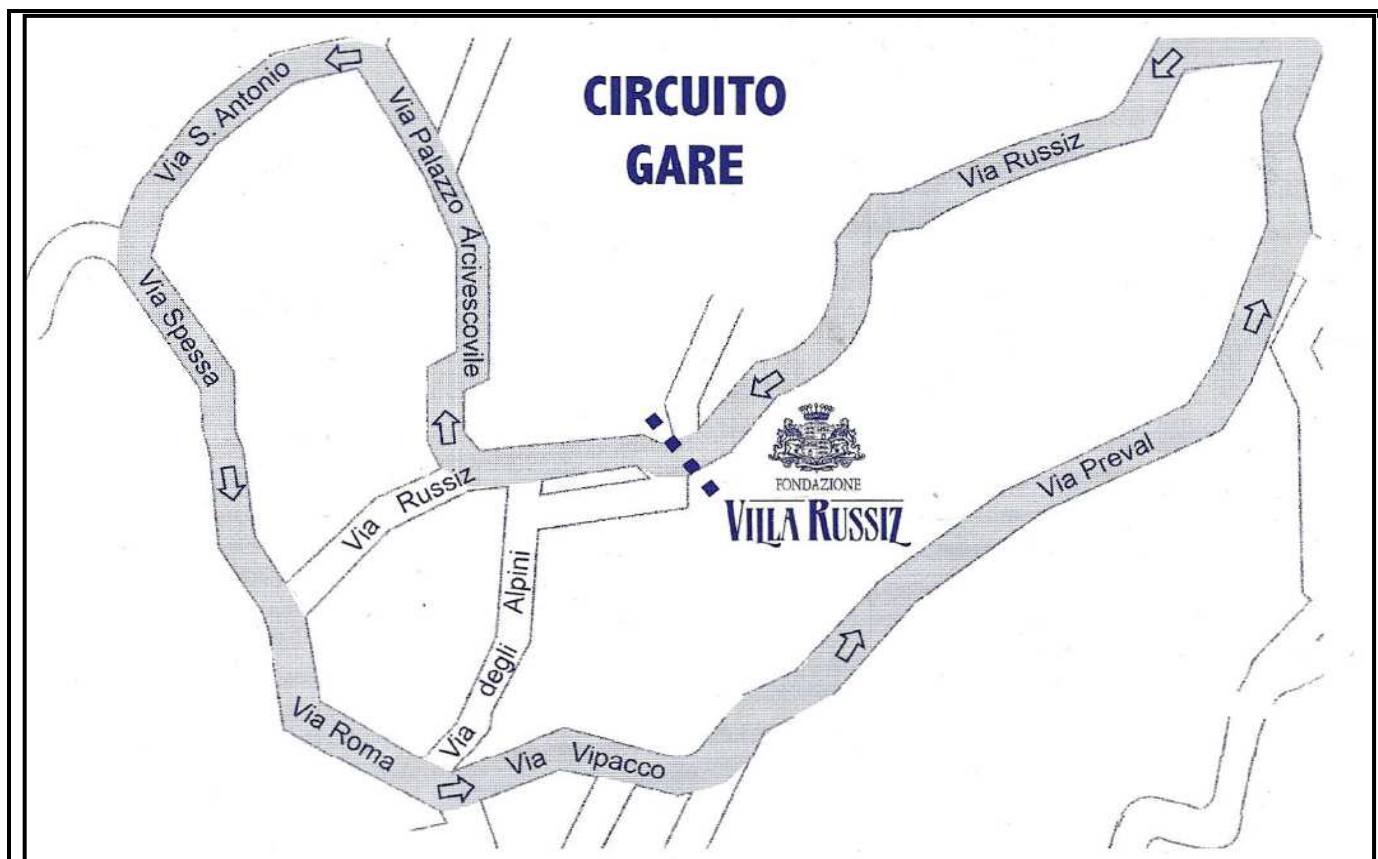 CIRCUITO
GARE
Via S. Antonio
Via Palazzo Arcivescovile
Via Russiz
Via Spessa
Via Russiz
FONDAZIONE
VILLA RUSSIZ
Via Preval
Via degli Alpini
Via Roma
Via Vipacco